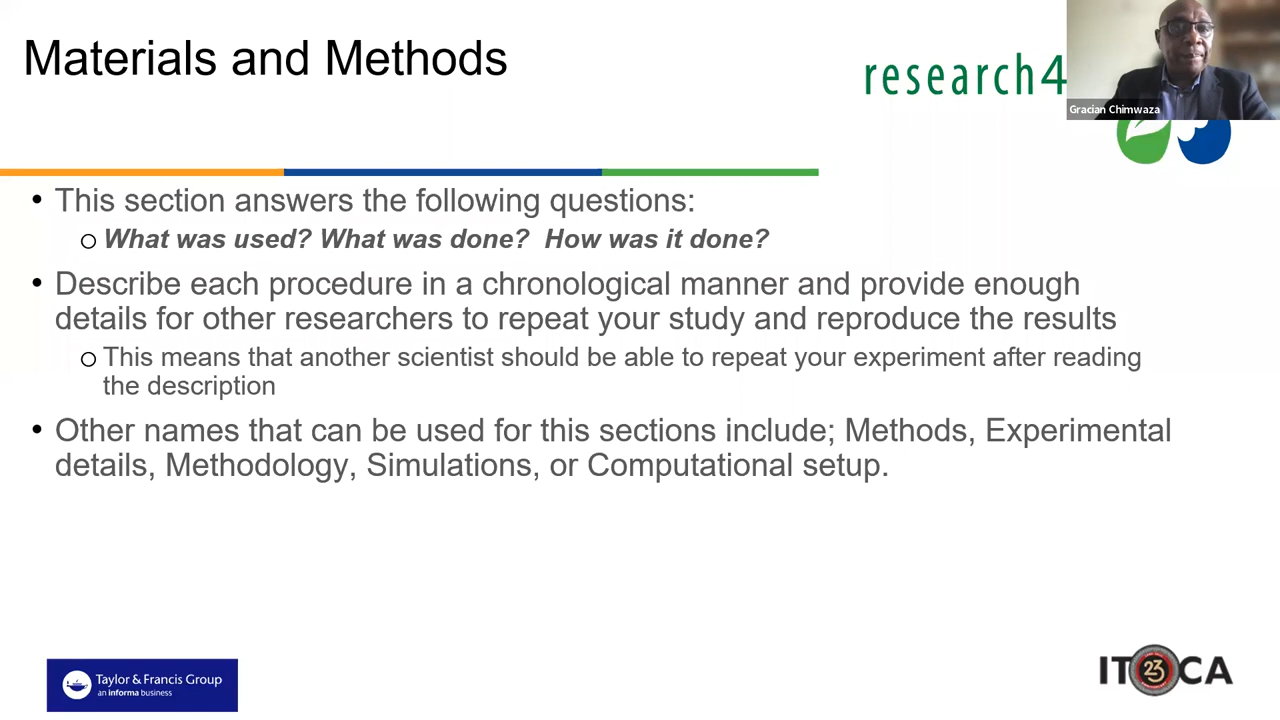 Materials and Methods
research4
Gracian Chimwaza
• This section answers the following questions:
o What was used? What was done? How was it done?
• Describe each procedure in a chronological manner and provide enough
details for other researchers to repeat your study and reproduce the results
o This means that another scientist should be able to repeat your experiment after reading
the description
• Other names that can be used for this sections include; Methods, Experimental
details, Methodology, Simulations, or Computational setup.
Taylor & Francis Group
an informa business
IT CA
23